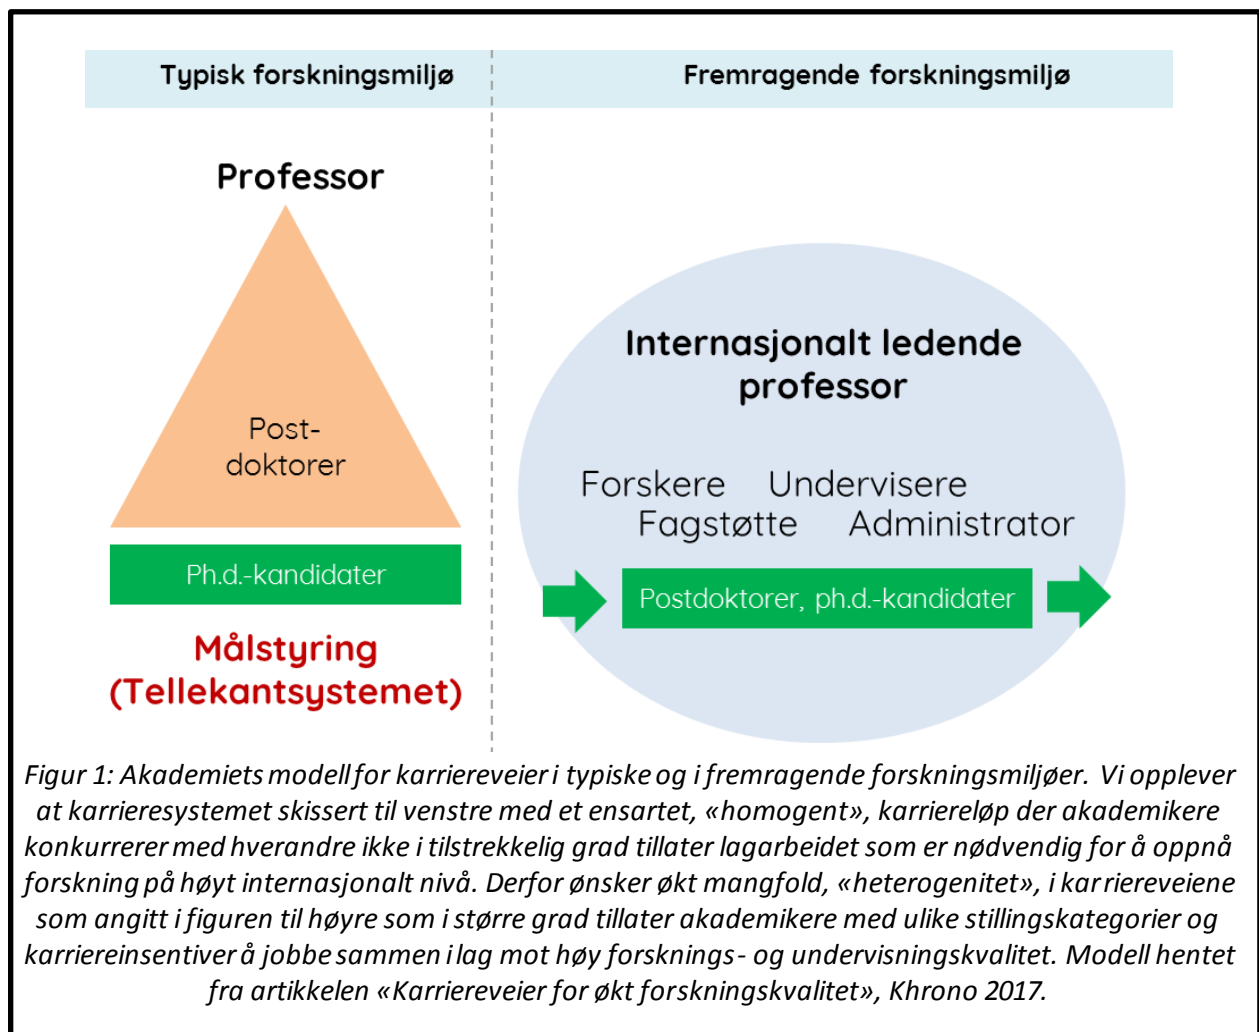 Typisk forskningsmiljø
Fremragende forskningsmiljø
Professor
Post-
doktorer
Ph.d.-kandidater
Målstyring
(Tellekantsystemet)
Internasjonalt ledende
professor
Forskere Undervisere
Fagstøtte Administrator
Postdoktorer, ph.d.-kandidater
Figur 1: Akademiets modell for karriereveier i typiske og i fremragende forskningsmiljøer. Vi opplever
at karrieresystemet skissert til venstre med et ensartet, «homogent», karriereløp der akademikere
konkurrerer med hverandre ikke i tilstrekkelig grad tillater lagarbeidet som er nødvendig for å oppnå
forskning på høyt internasjonalt nivå. Derfor ønsker økt mangfold, «heterogenitet», i karriereveiene
som angitt i figuren til høyre som i større grad tillater akademikere med ulike stillingskategorier og
karriereinsentiver å jobbe sammen i lag mot høy forsknings- og undervisningskvalitet. Modell hentet
fra artikkelen «Karriereveier for økt forskningskvalitet», Khrono 2017.